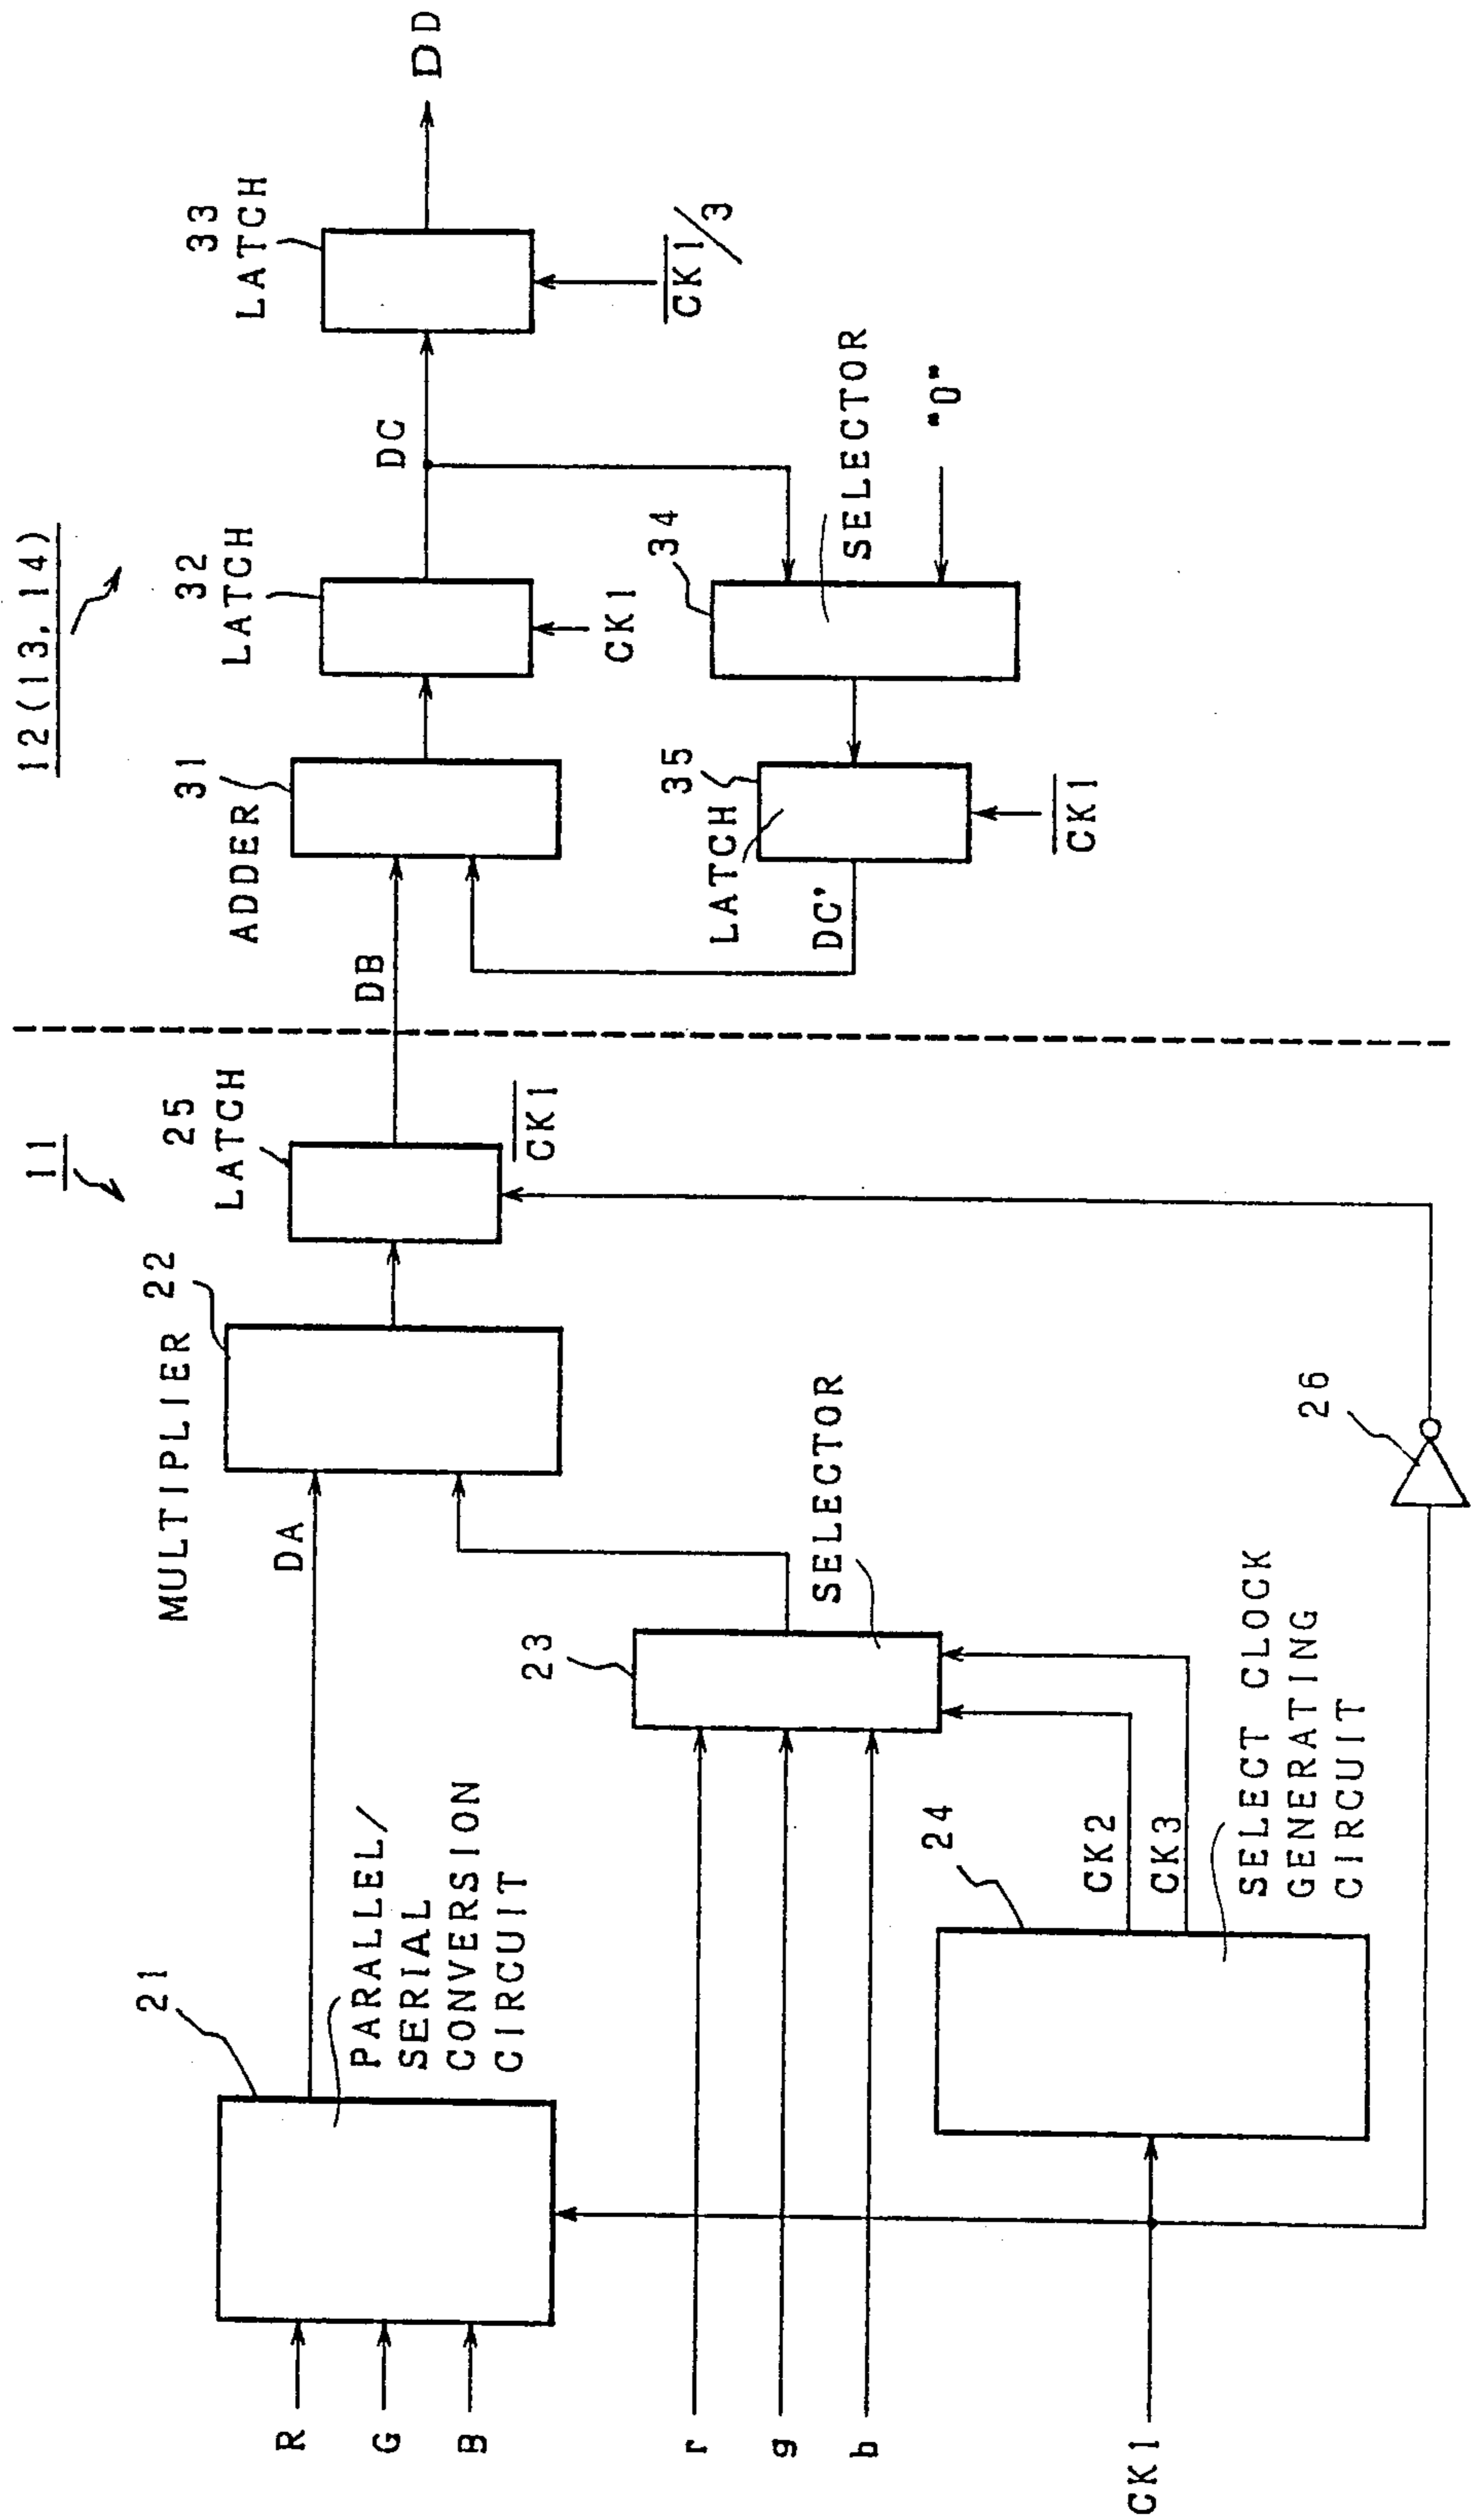 11
12(13,14)
R
G
B
21
PARALLEL/
SERIAL
CONVERSION
CIRCUIT
DA
MULTIPLIER 22
25
LATCH
CK1
DB
ADDER
31
32
LATCH
CK1
DC
33
LATCH
CK1/3
DD
r
g
b
23
SELECTOR
35
LATCH
DC'
CK1
34
SELECTOR
"0"
CK1
24
CK2
CK3
SELECT CLOCK
GENERATING
CIRCUIT
26